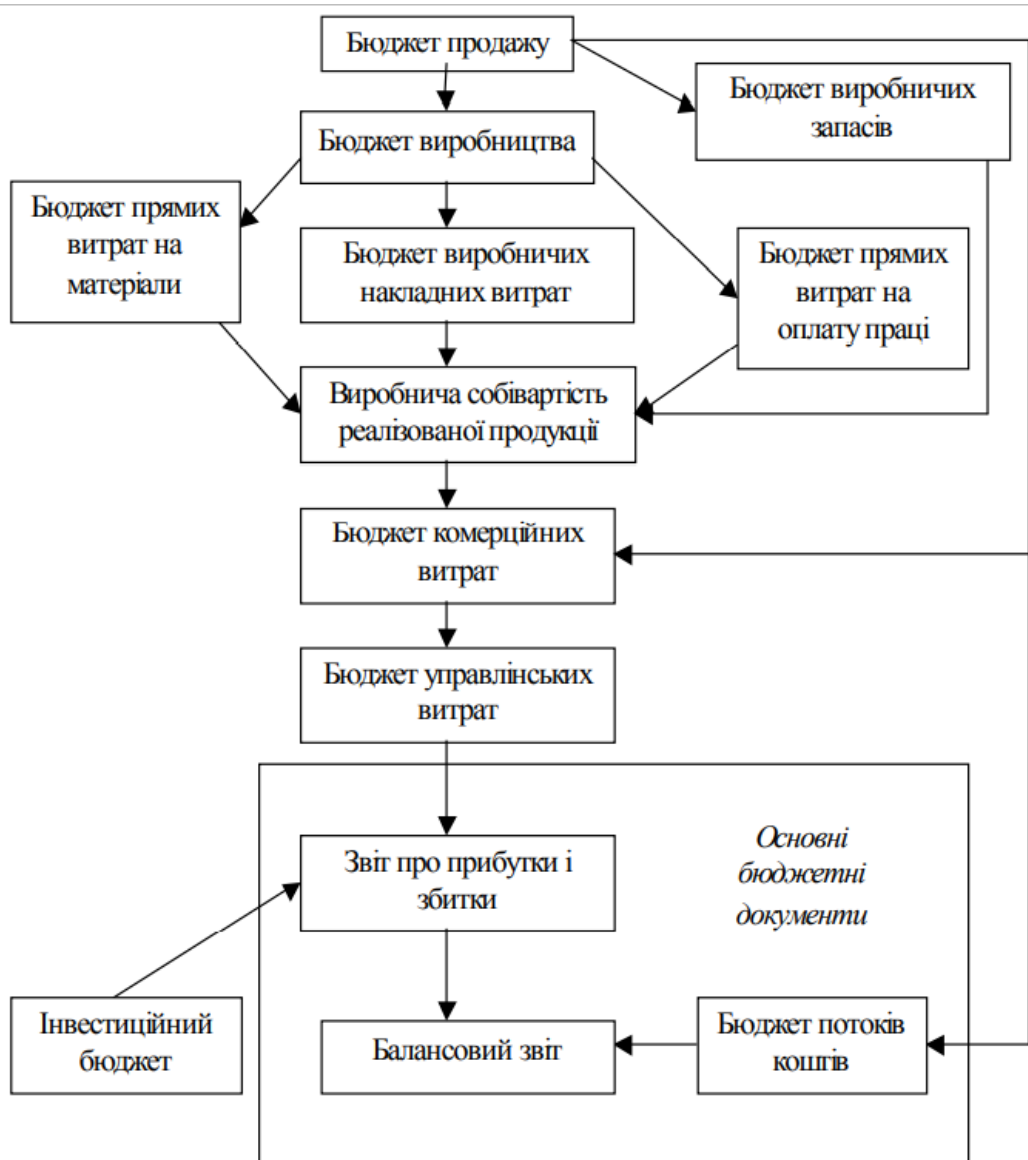 Бюджет продажу
Бюджет виробничих
запасів
Бюджет виробництва
Бюджет прямих
витрат на
матеріали
Бюджет виробничих
накладних витрат
Бюджет прямих
витрат на
оплату праці
Виробнича собівартість
реалізованої продукції
Бюджет комерційних
витрат
Бюджет управлінських
витрат
Основні
бюджетні
документи
Звіт про прибутки і
збитки
Інвестиційний
бюджет
Балансовий звіт
Бюджет потоків
коштів